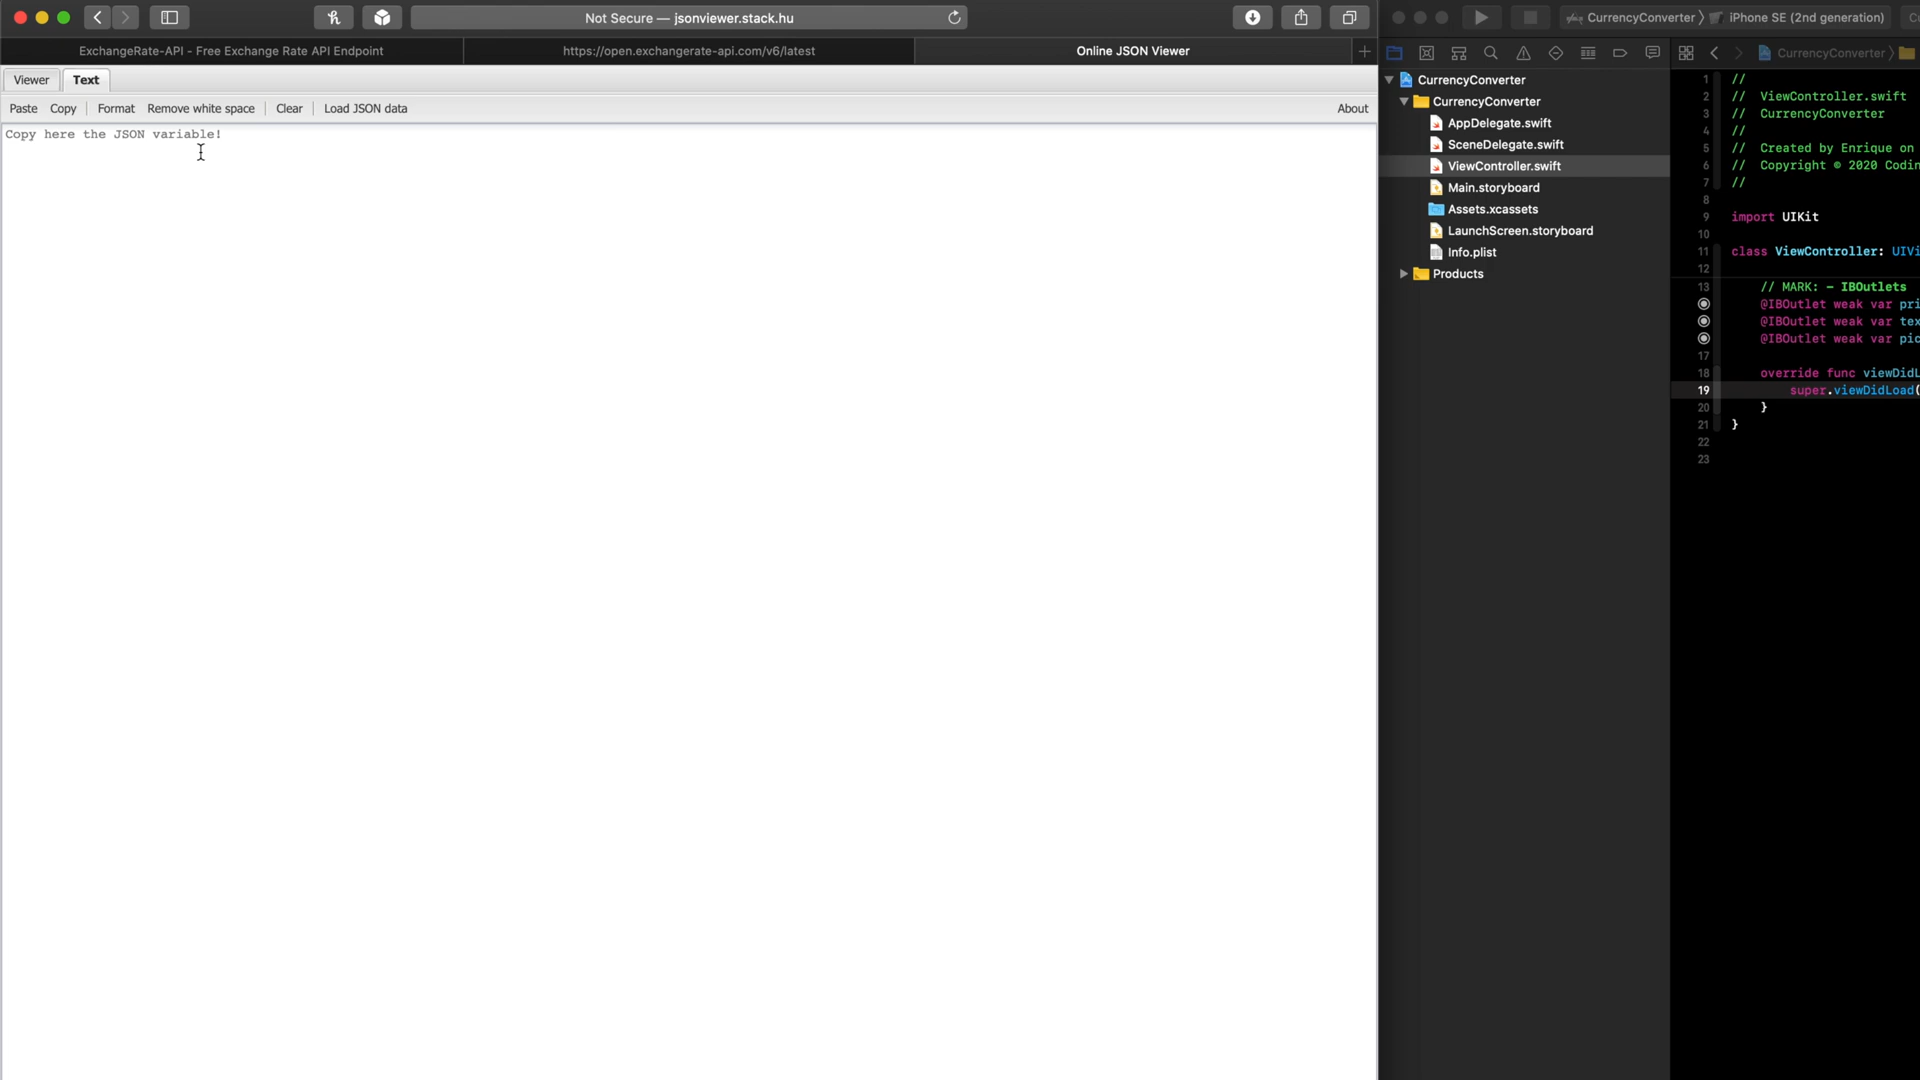 Not Secure — jsonviewer.stack.hu
ExchangeRate-API - Free Exchange Rate API Endpoint
https://open.exchangerate-api.com/v6/latest
Online JSON Viewer
Viewer
Text
Paste
Copy
Format
Remove white space
Clear
Load JSON data
About
Copy here the JSON variable!
CurrencyConverter
iPhone SE (2nd generation)
CurrencyConverter
CurrencyConverter
CurrencyConverter
AppDelegate.swift
SceneDelegate.swift
ViewController.swift
Main.storyboard
Assets.xcassets
LaunchScreen.storyboard
Info.plist
Products
1 //
2 // ViewController.swift
3 // CurrencyConverter
4 //
5 // Created by Enrique on
6 // Copyright © 2020 Codin
7 //
8
9 import UIKit
10
11 class ViewController: UIVi
12
13 // MARK: - IBOutlets
@IBOutlet weak var pri
@IBOutlet weak var tex
@IBOutlet weak var pic
17
18 override func viewDidL
19 super.viewDidLoad(
20 }
21 }
22
23